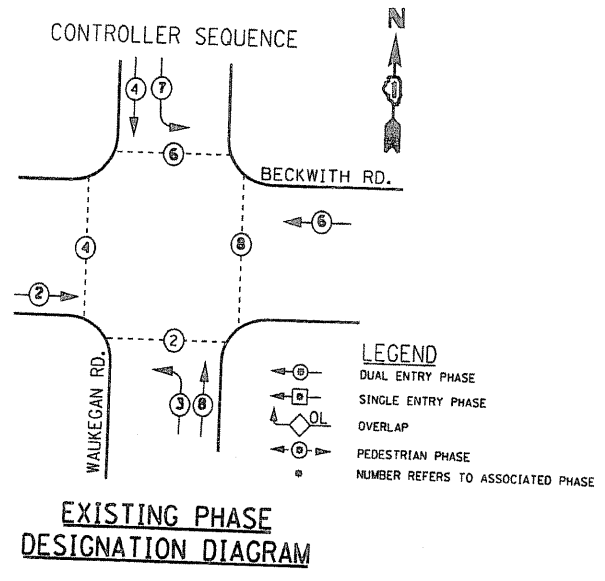 CONTROLLER SEQUENCE
N
4
7
6
BECKWITH RD.
6
4
8
2
2
WAUKEGAN RD.
3
8
LEGEND
DUAL ENTRY PHASE
SINGLE ENTRY PHASE
OL
OVERLAP
PEDESTRIAN PHASE
NUMBER REFERS TO ASSOCIATED PHASE
EXISTING PHASE
DESIGNATION DIAGRAM